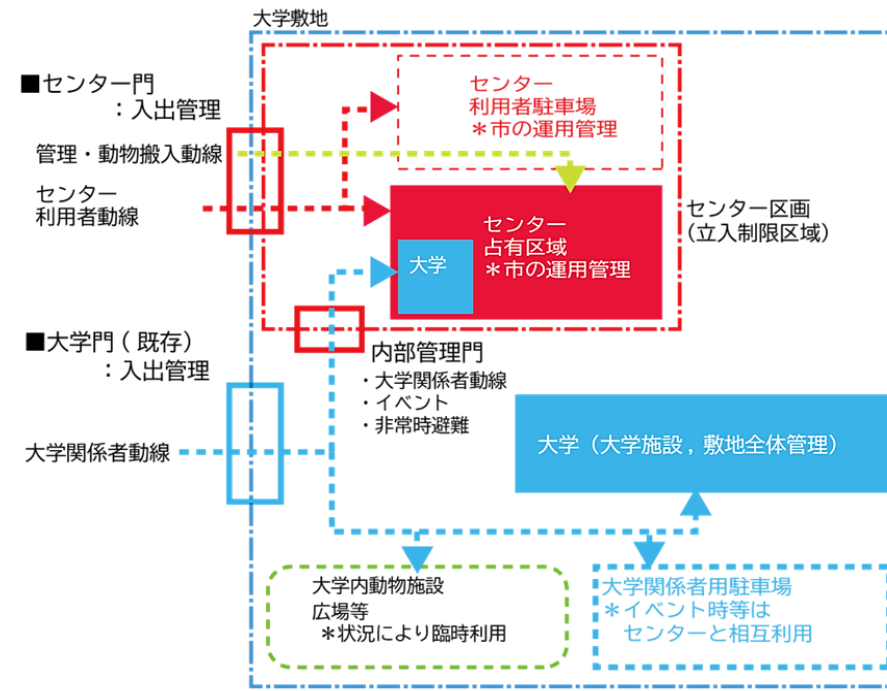 大学敷地
■センター門
：入出管理
管理・動物搬入動線
センター
利用者動線
センター
利用者駐車場
＊市の運用管理
センター
占有区域
＊市の運用管理
大学
センター区画
(立入制限区域)
■大学門 ( 既存)
：入出管理
大学関係者動線
内部管理門
・大学関係者動線
・イベント
・非常時避難
大学（大学施設 , 敷地全体管理）
大学内動物施設
広場等
＊状況により臨時利用
大学関係者用駐車場
＊イベント時等は
センターと相互利用